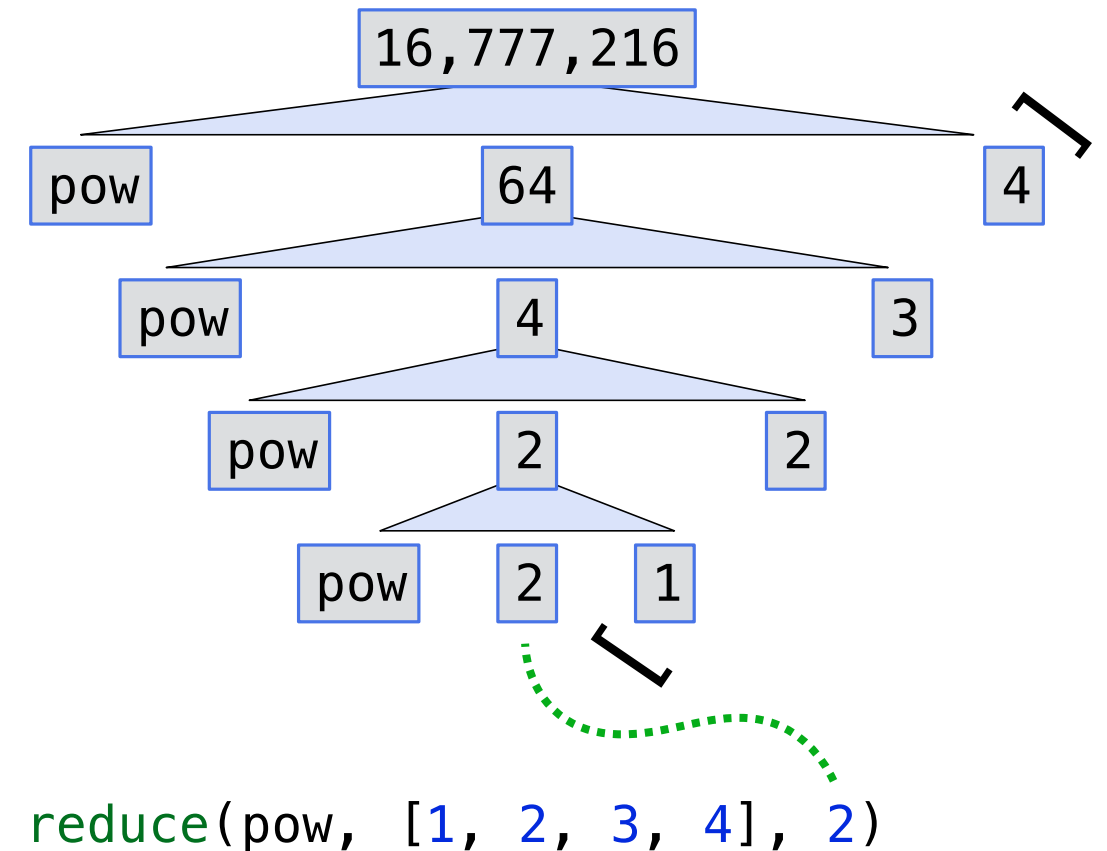 16,777,216
pow 64 4 ]
pow 4 3
pow 2 2
pow 2 1
[
reduce(pow, [1, 2, 3, 4], 2)